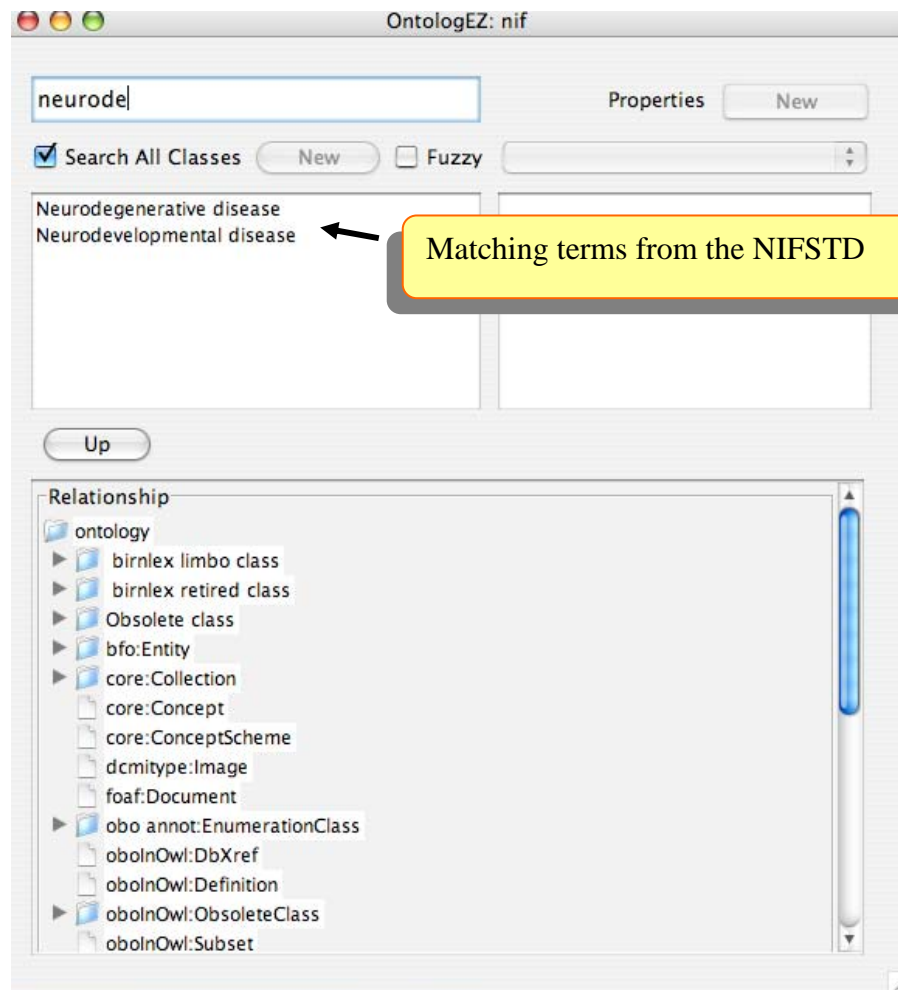 OntologEZ: nif
neurode
Properties New
Search All Classes New Fuzzy
Neurodegenerative disease
Neurodevelopmental disease
Matching terms from the NIFSTD
Up
Relationship
ontology
birnlex limbo class
birnlex retired class
Obsolete class
bfo:Entity
core:Collection
core:Concept
core:ConceptScheme
dcmitype:Image
foaf:Document
obo annot:EnumerationClass
oboInOwl:DbXref
oboInOwl:Definition
oboInOwl:ObsoleteClass
oboInOwl:Subset